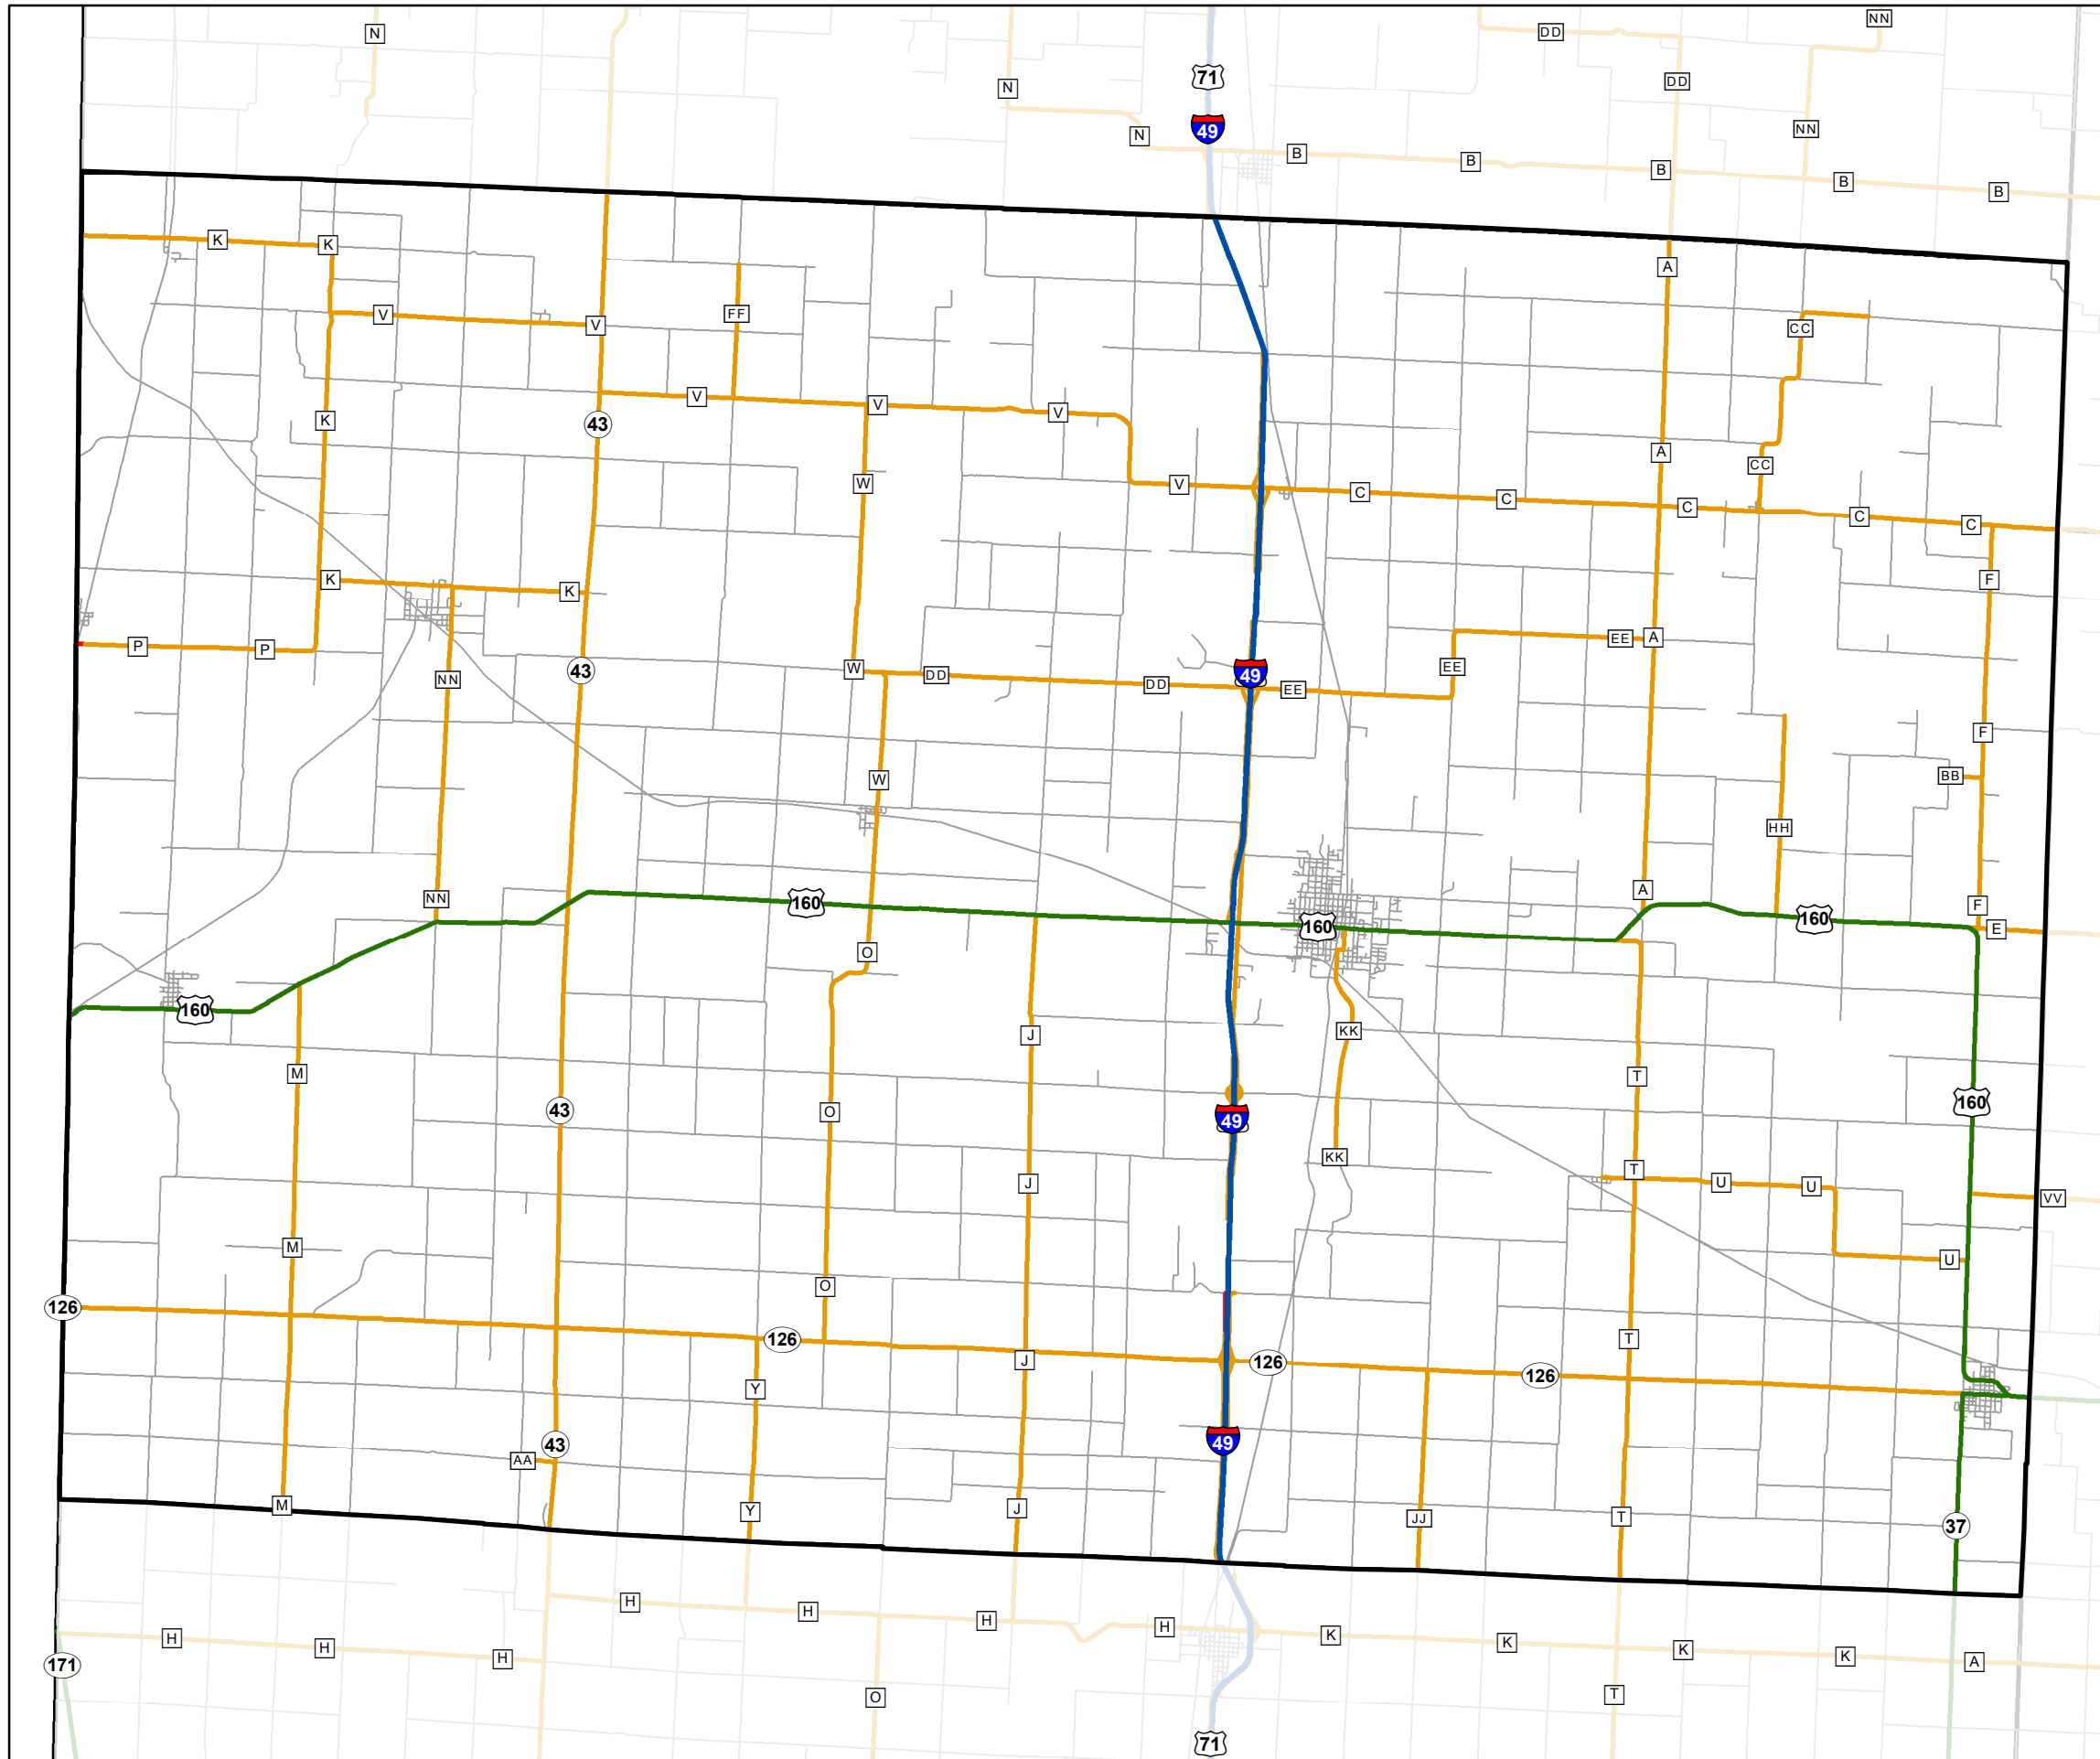 N
NN
DD
71
DD
N
49
NN
N
B
B
B
B
B
K
K
A
V
FF
V
CC
V
V
V
K
43
A
CC
W
V
C
C
C
C
C
K
K
F
P
P
EE
A
43
W
DD
DD
49
EE
EE
NN
F
W
BB
HH
NN
160
A
F
160
160
E
O
160
J
KK
M
T
43
O
49
160
KK
T
J
U
U
VV
M
U
O
126
126
T
J
126
126
Y
43
49
AA
M
J
Y
JJ
T
37
H
H
H
H
K
H
H
K
K
K
H
A
171
O
T
71